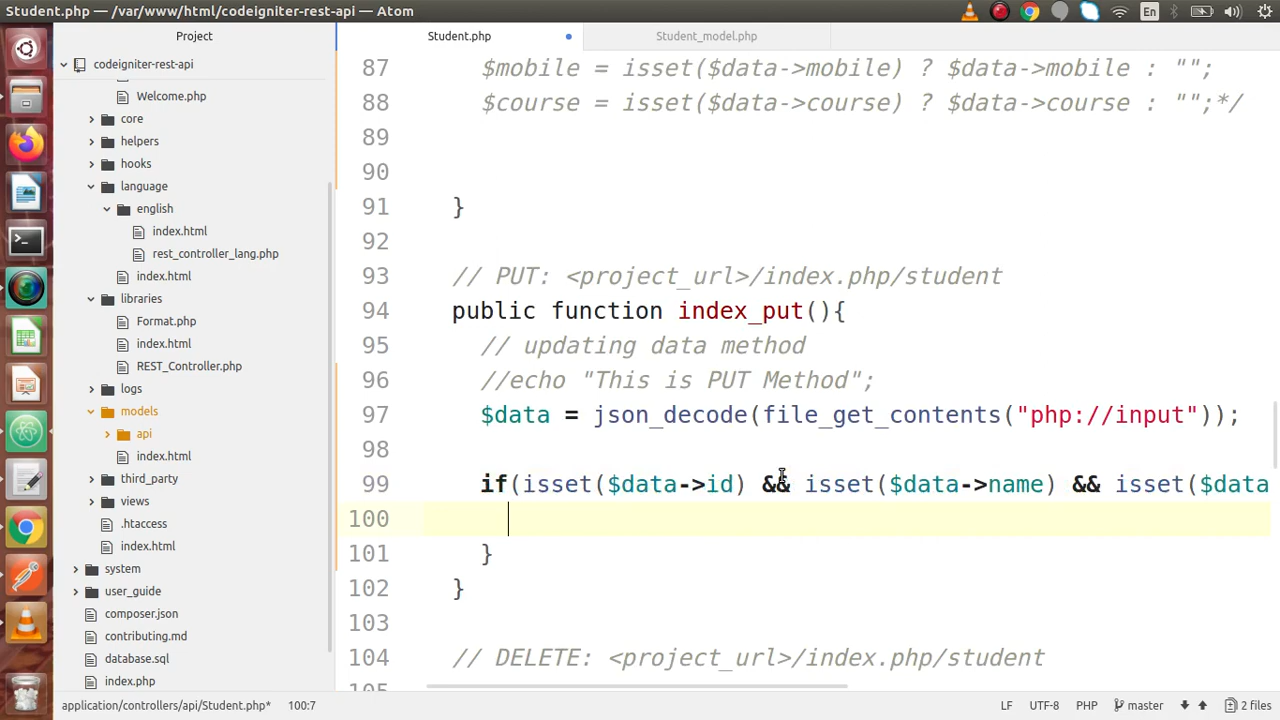 Student.php — /var/www/html/codeigniter-rest-api — Atom
En
Project
codeigniter-rest-api
Welcome.php
core
helpers
hooks
language
english
index.html
rest_controller_lang.php
index.html
libraries
Format.php
index.html
REST_Controller.php
logs
models
api
index.html
third_party
views
.htaccess
index.html
system
user_guide
composer.json
contributing.md
database.sql
index.php
Student.php
Student_model.php
87 $mobile = isset($data->mobile) ? $data->mobile : "";
88 $course = isset($data->course) ? $data->course : "";*/
89
90
91 }
92
93 // PUT: <project_url>/index.php/student
94 public function index_put(){
95 // updating data method
96 //echo "This is PUT Method";
97 $data = json_decode(file_get_contents("php://input"));
98
99 if(isset($data->id) && isset($data->name) && isset($data
100
101 }
102 }
103
104 // DELETE: <project_url>/index.php/student
105
application/controllers/api/Student.php* 100:7 LF UTF-8 PHP master 2 files